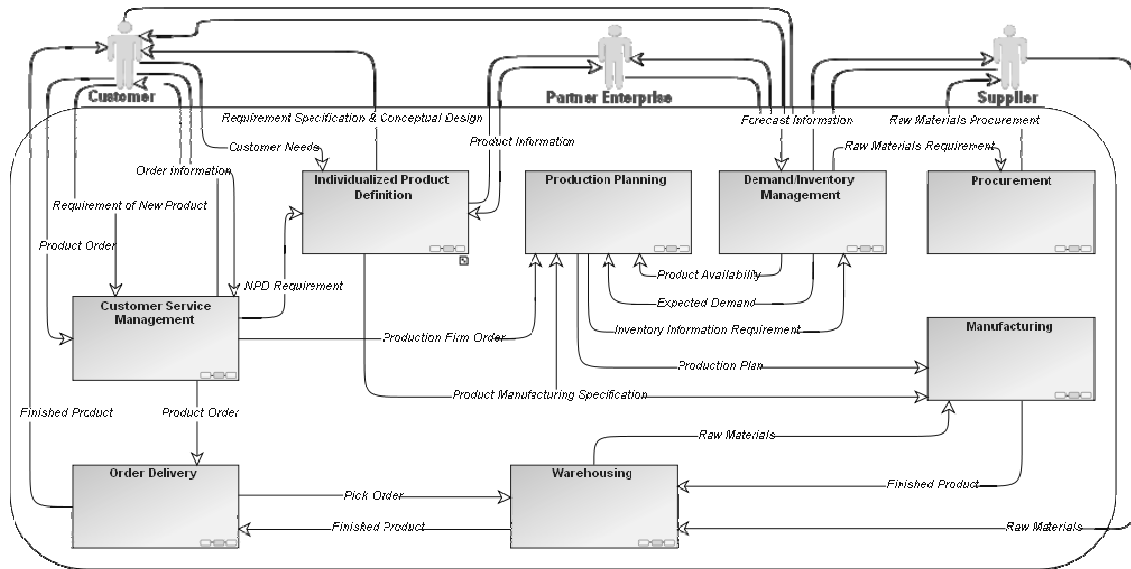 Customer
Partner Enterprise
Supplier
Requirement Specification & Conceptual Design
Forecast Information
Raw Materials Procurement
Product Information
Customer Needs
Raw Materials Requirement
Order Information
Individualized Product
Definition
Production Planning
Demand/Inventory
Management
Procurement
Requirement of New Product
Product Order
Product Availability
NPD Requirement
Expected Demand
Customer Service
Management
Inventory Information Requirement
Manufacturing
Production Firm Order
Production Plan
Product Manufacturing Specification
Finished Product
Product Order
Raw Materials
Order Delivery
Warehousing
Pick Order
Finished Product
Finished Product
Raw Materials